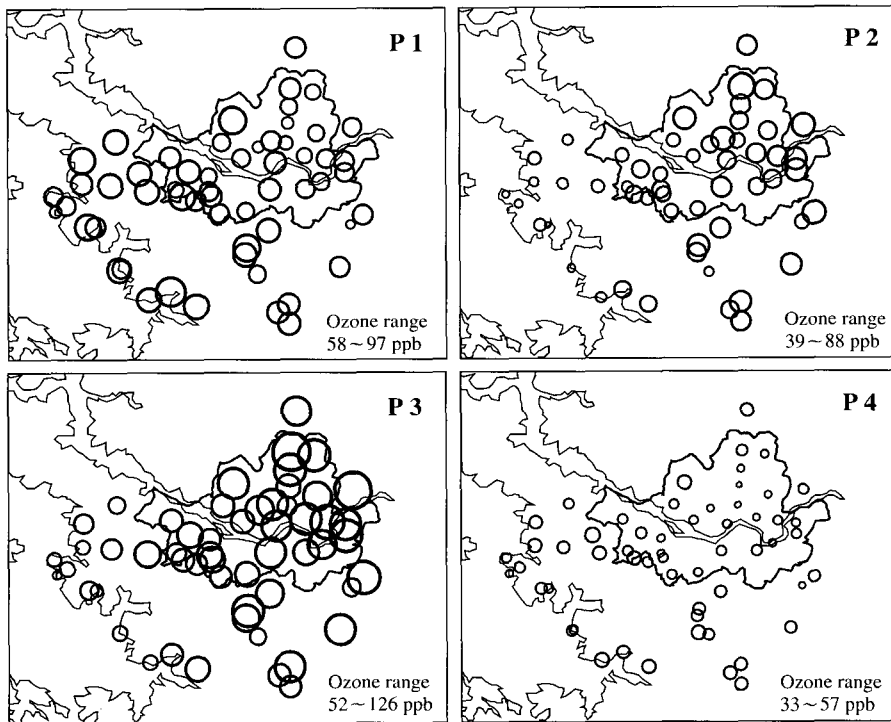 P 1
Ozone range
58~97 ppb
P 2
Ozone range
39~88 ppb
P 3
Ozone range
52~126 ppb
P 4
Ozone range
33~57 ppb